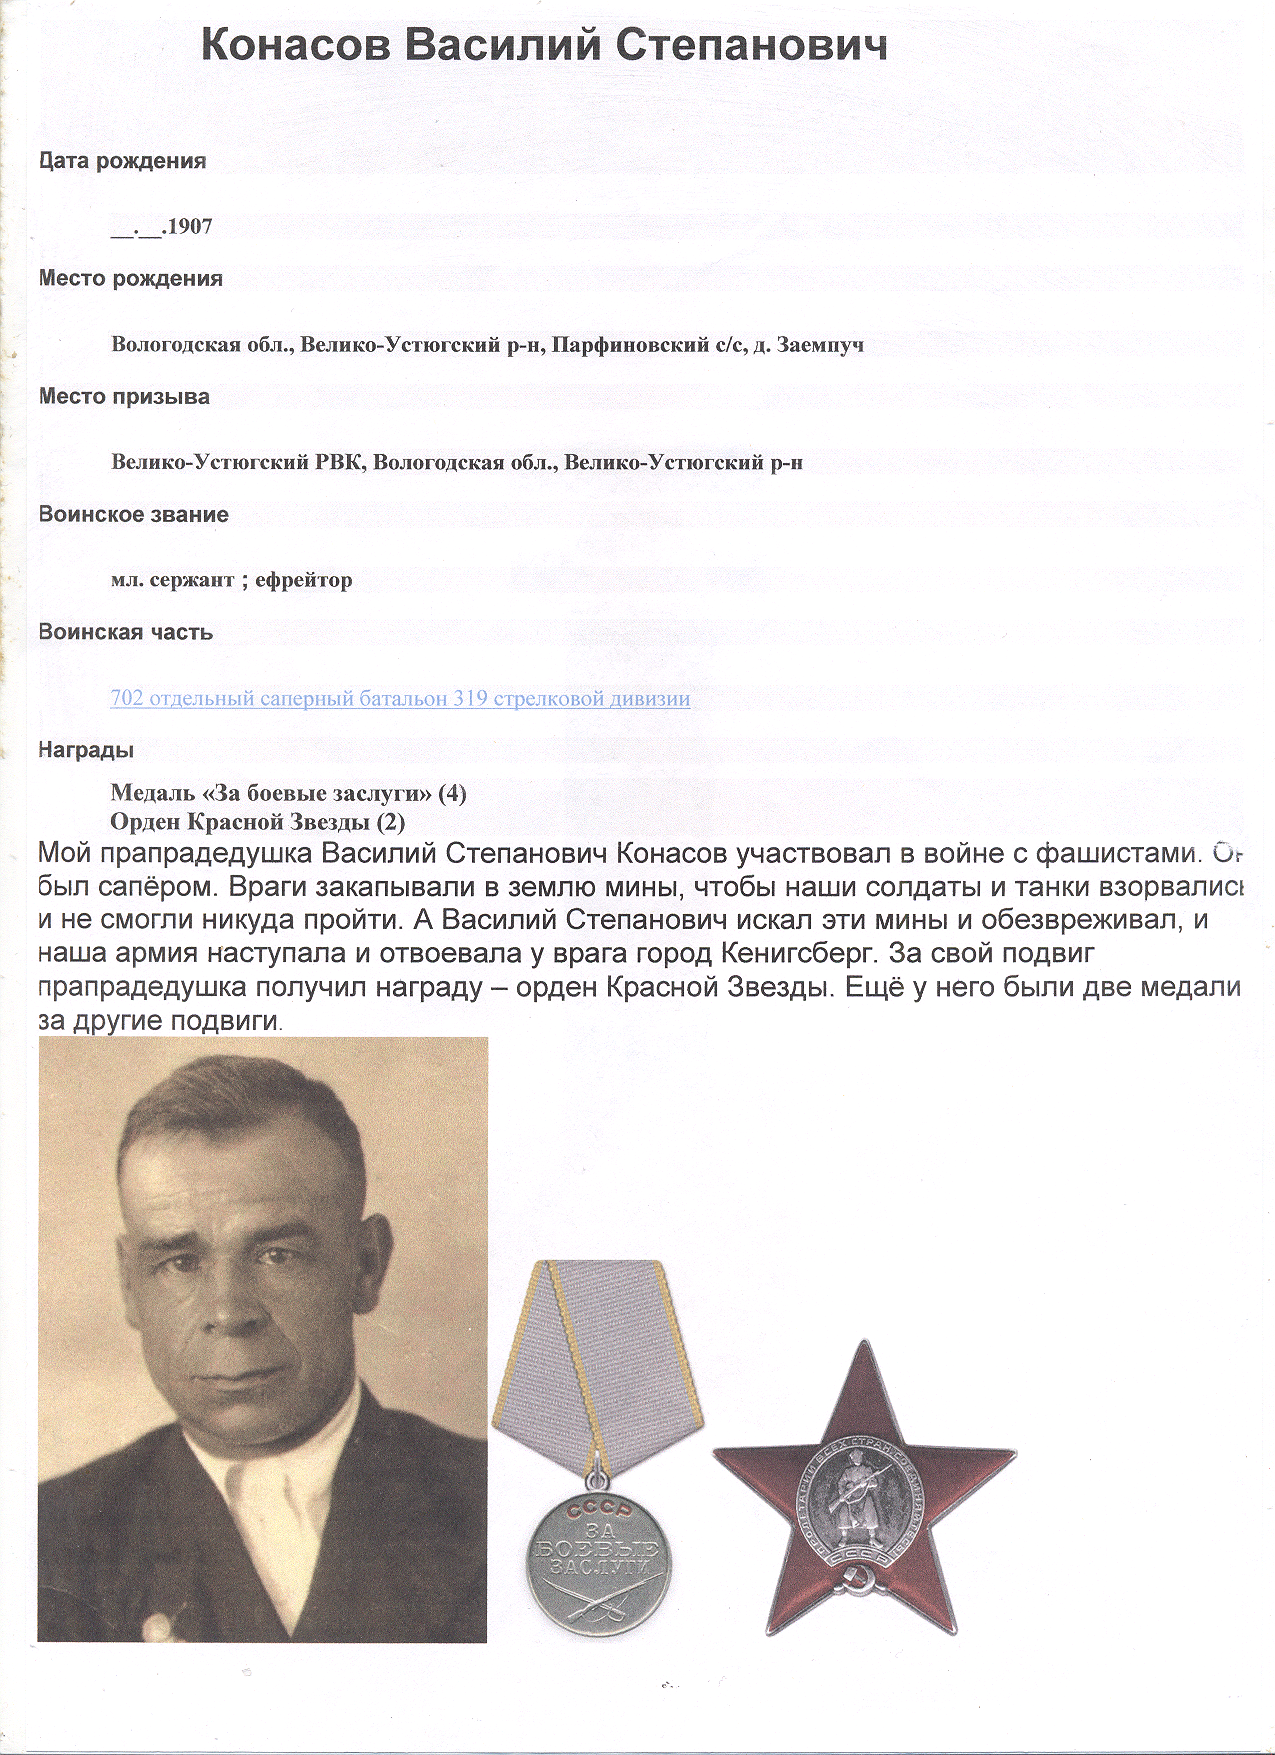 Конасов Василий Степанович
Дата рождения
__.__.1907
Место рождения
Вологодская обл., Велико-Устюгский р-н, Парфиновский с/с, д. Заемпуч
Место призыва
Велико-Устюгский РВК, Вологодская обл., Велико-Устюгский р-н
Воинское звание
мл. сержант ; ефрейтор
Воинская часть
702 отдельный саперный батальон 319 стрелковой дивизии
Награды
Медаль «За боевые заслуги» (4)
Орден Красной Звезды (2)
Мой прапрадедушка Василий Степанович Конасов участвовал в войне с фашистами. Он
был сапёром. Враги закапывали в землю мины, чтобы наши солдаты и танки взорвались
и не смогли никуда пройти. А Василий Степанович искал эти мины и обезвреживал, и
наша армия наступала и отвоевала у врага город Кенигсберг. За свой подвиг
прапрадедушка получил награду – орден Красной Звезды. Ещё у него были две медали
за другие подвиги.
СССР
ЗА
БОЕВЫЕ
ЗАСЛУГИ
ПРОЛЕТАРИИ ВСЕХ СТРАН, СОЕДИНЯЙТЕСЬ!
СССР